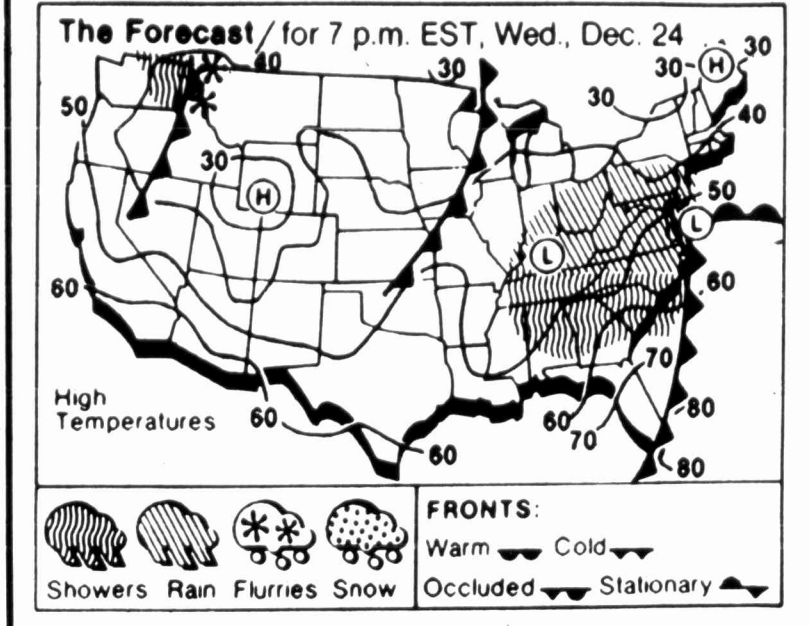 The Forecast / for 7 p.m. EST, Wed., Dec. 24
30
H
30
40
30
30
50
40
30
H
50
L
L
60
60
70
High
Temperatures
60
60
70
80
60
80
Showers Rain Flurries Snow
FRONTS:
Warm Cold
Occluded Stationary